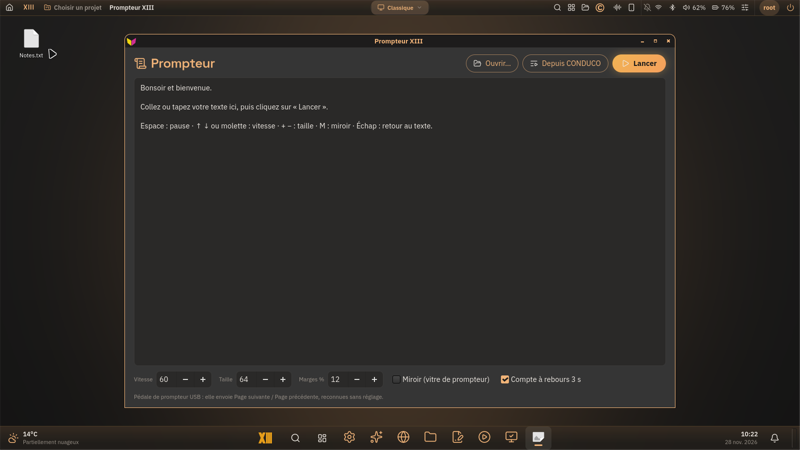 XIII Choisir un projet Prompteur XIII Classique 62% 76% root
Notes.txt
Prompteur XIII
Prompteur Ouvrir... Depuis CONDUCO Lancer
Bonsoir et bienvenue.
Collez ou tapez votre texte ici, puis cliquez sur « Lancer ».
Espace : pause · ↑ ↓ ou molette : vitesse · + − : taille · M : miroir · Échap : retour au texte.
Vitesse 60 − + Taille 64 − + Marges % 12 − + Miroir (vitre de prompteur) Compte à rebours 3 s
Pédale de prompteur USB : elle envoie Page suivante / Page précédente, reconnues sans réglage.
14°C
Partiellement nuageux
XIII
10:22
28 nov. 2026